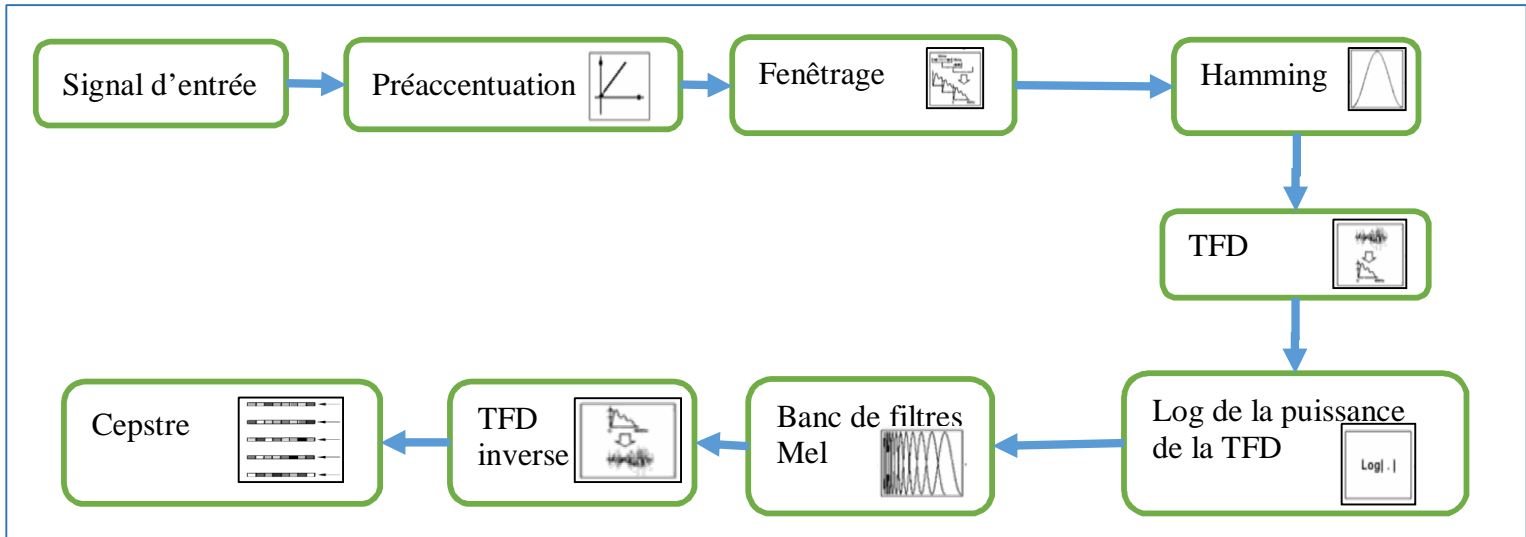 Signal d’entrée
Préaccentuation
Fenêtrage
Hamming
TFD
Log de la puissance
de la TFD
Log| . |
Banc de filtres
Mel
TFD
inverse
Cepstre